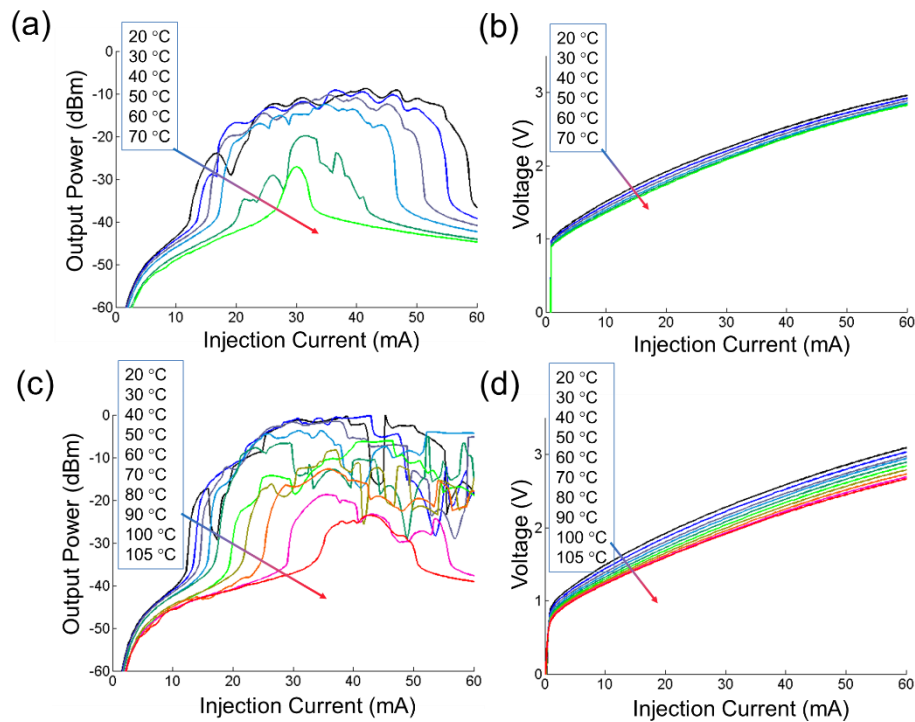 (a)
20 °C
30 °C
40 °C
50 °C
60 °C
70 °C
0
-10
-20
-30
-40
-50
-60
Output Power (dBm)
0 10 20 30 40 50 60
Injection Current (mA)
(b)
20 °C
30 °C
40 °C
50 °C
60 °C
70 °C
3
2
1
0
Voltage (V)
0 10 20 30 40 50 60
Injection Current (mA)
(c)
20 °C
30 °C
40 °C
50 °C
60 °C
70 °C
80 °C
90 °C
100 °C
105 °C
0
-10
-20
-30
-40
-50
-60
Output Power (dBm)
0 10 20 30 40 50 60
Injection Current (mA)
(d)
20 °C
30 °C
40 °C
50 °C
60 °C
70 °C
80 °C
90 °C
100 °C
105 °C
3
2
1
0
Voltage (V)
0 10 20 30 40 50 60
Injection Current (mA)